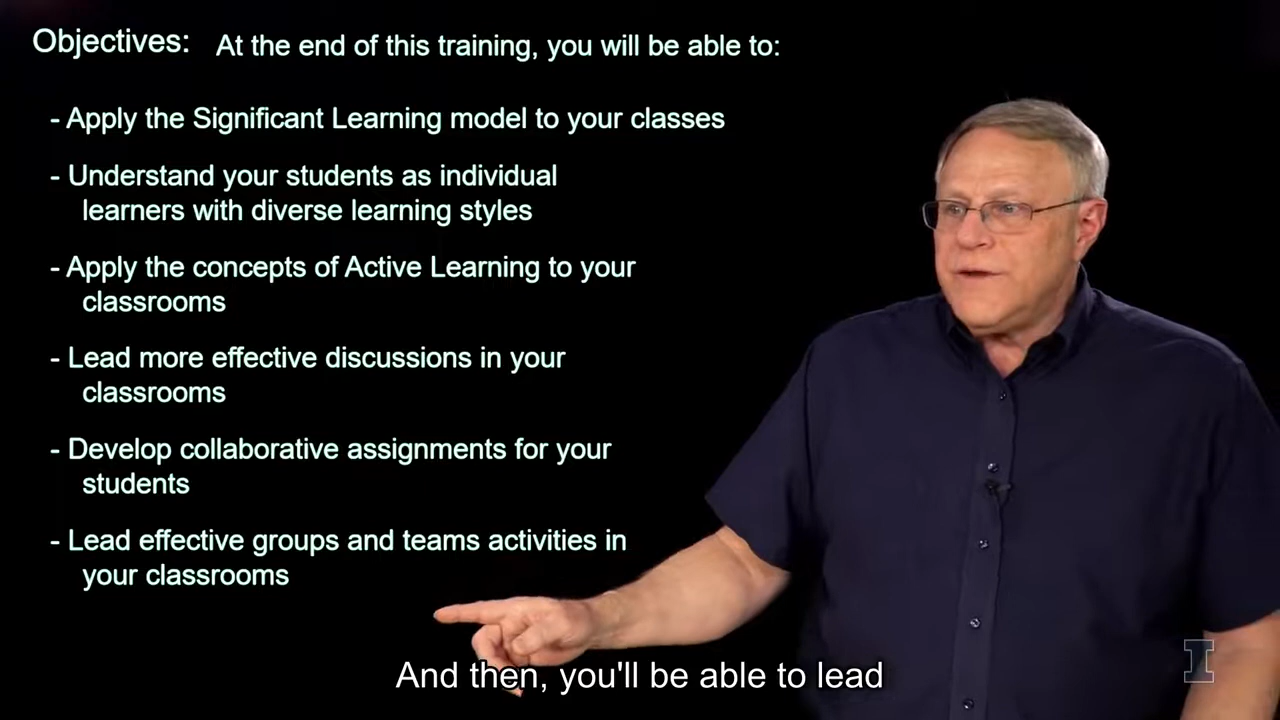 Objectives: At the end of this training, you will be able to:
- Apply the Significant Learning model to your classes
- Understand your students as individual
learners with diverse learning styles
- Apply the concepts of Active Learning to your
classrooms
- Lead more effective discussions in your
classrooms
- Develop collaborative assignments for your
students
- Lead effective groups and teams activities in
your classrooms
And then, you'll be able to lead
I